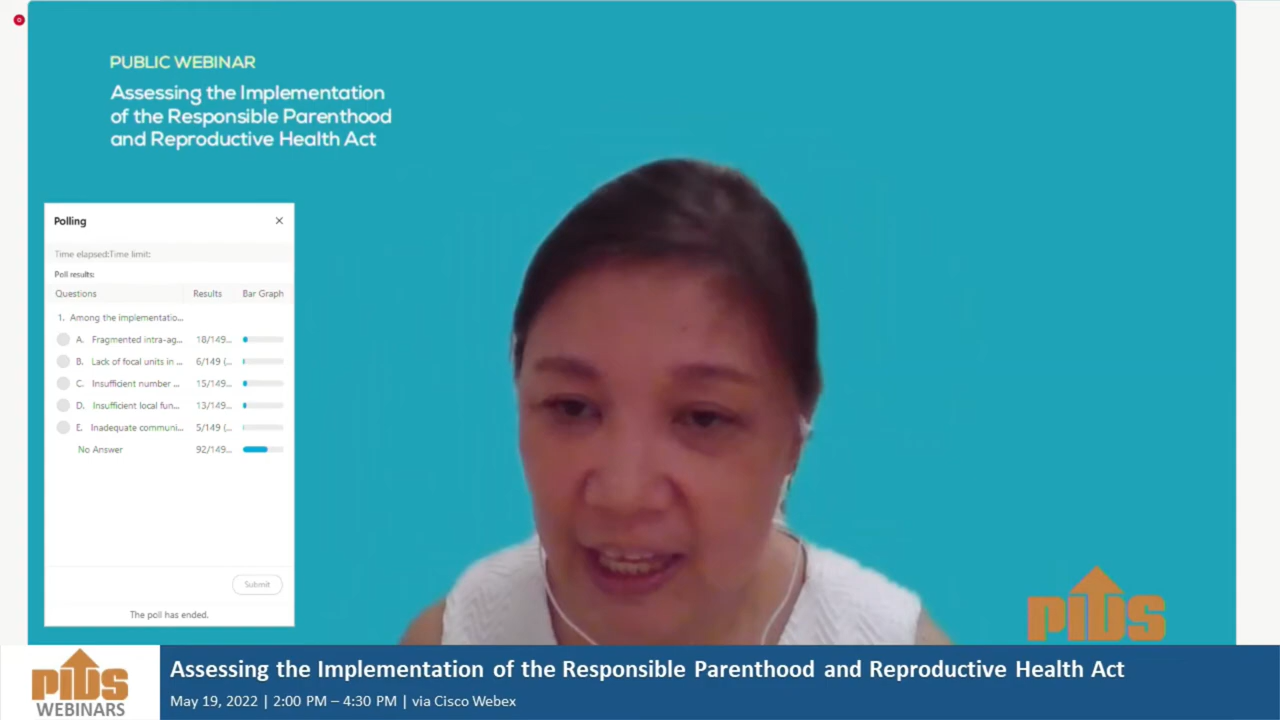 PUBLIC WEBINAR
Assessing the Implementation
of the Responsible Parenthood
and Reproductive Health Act
Polling
Time elapsed:Time limit:
Poll results:
Questions Results Bar Graph
1. Among the implementatio...
A. Fragmented intra-ag... 18/149...
B. Lack of focal units in ... 6/149 (...
C. Insufficient number ... 15/149...
D. Insufficient local fun... 13/149...
E. Inadequate communi... 5/149 (...
No Answer 92/149...
Submit
The poll has ended.
PIDS
PIDS
WEBINARS
Assessing the Implementation of the Responsible Parenthood and Reproductive Health Act
May 19, 2022 | 2:00 PM – 4:30 PM | via Cisco Webex